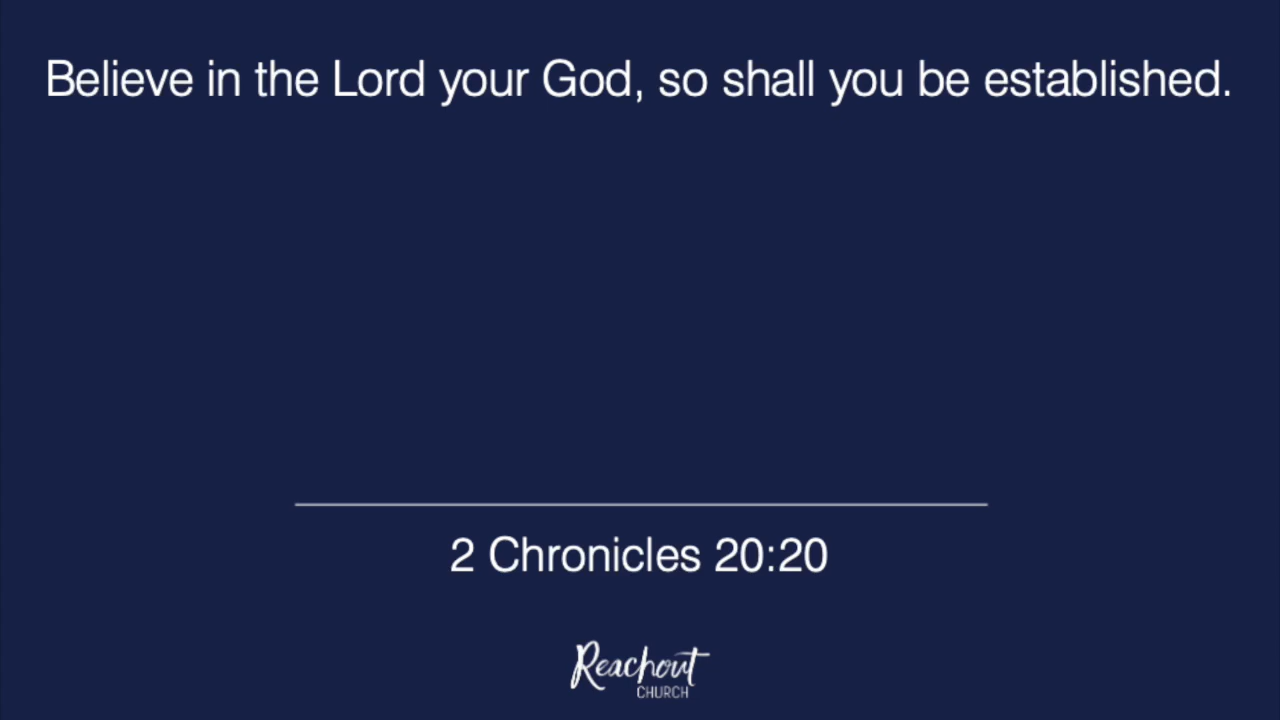 Believe in the Lord your God, so shall you be established.
2 Chronicles 20:20
Reachout
CHURCH